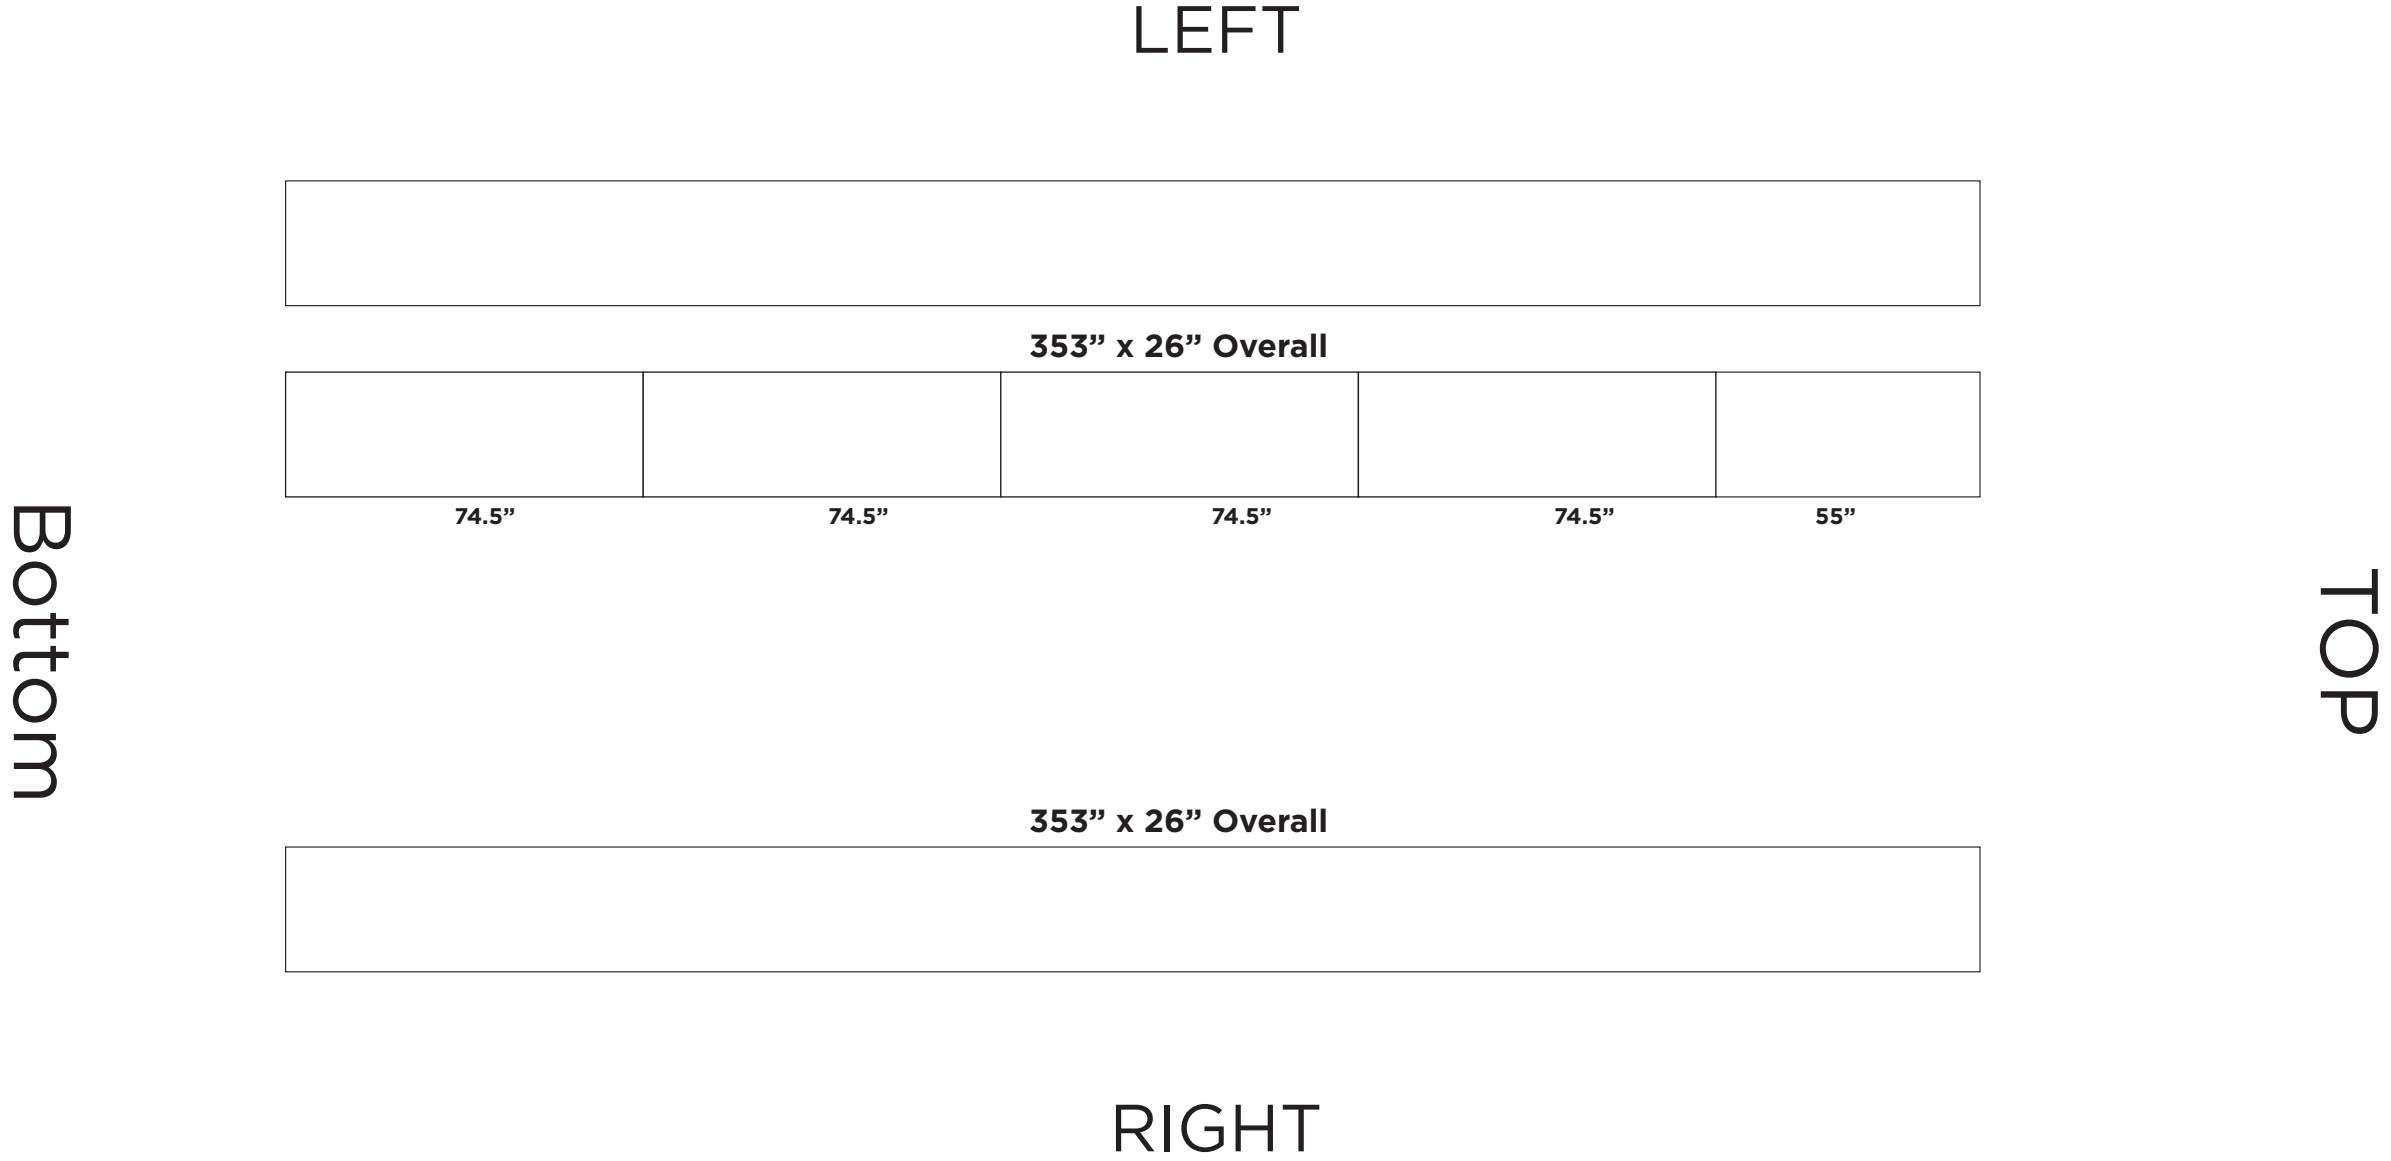 LEFT
353” x 26” Overall
74.5” 74.5” 74.5” 74.5” 55”
Bottom
TOP
353” x 26” Overall
RIGHT